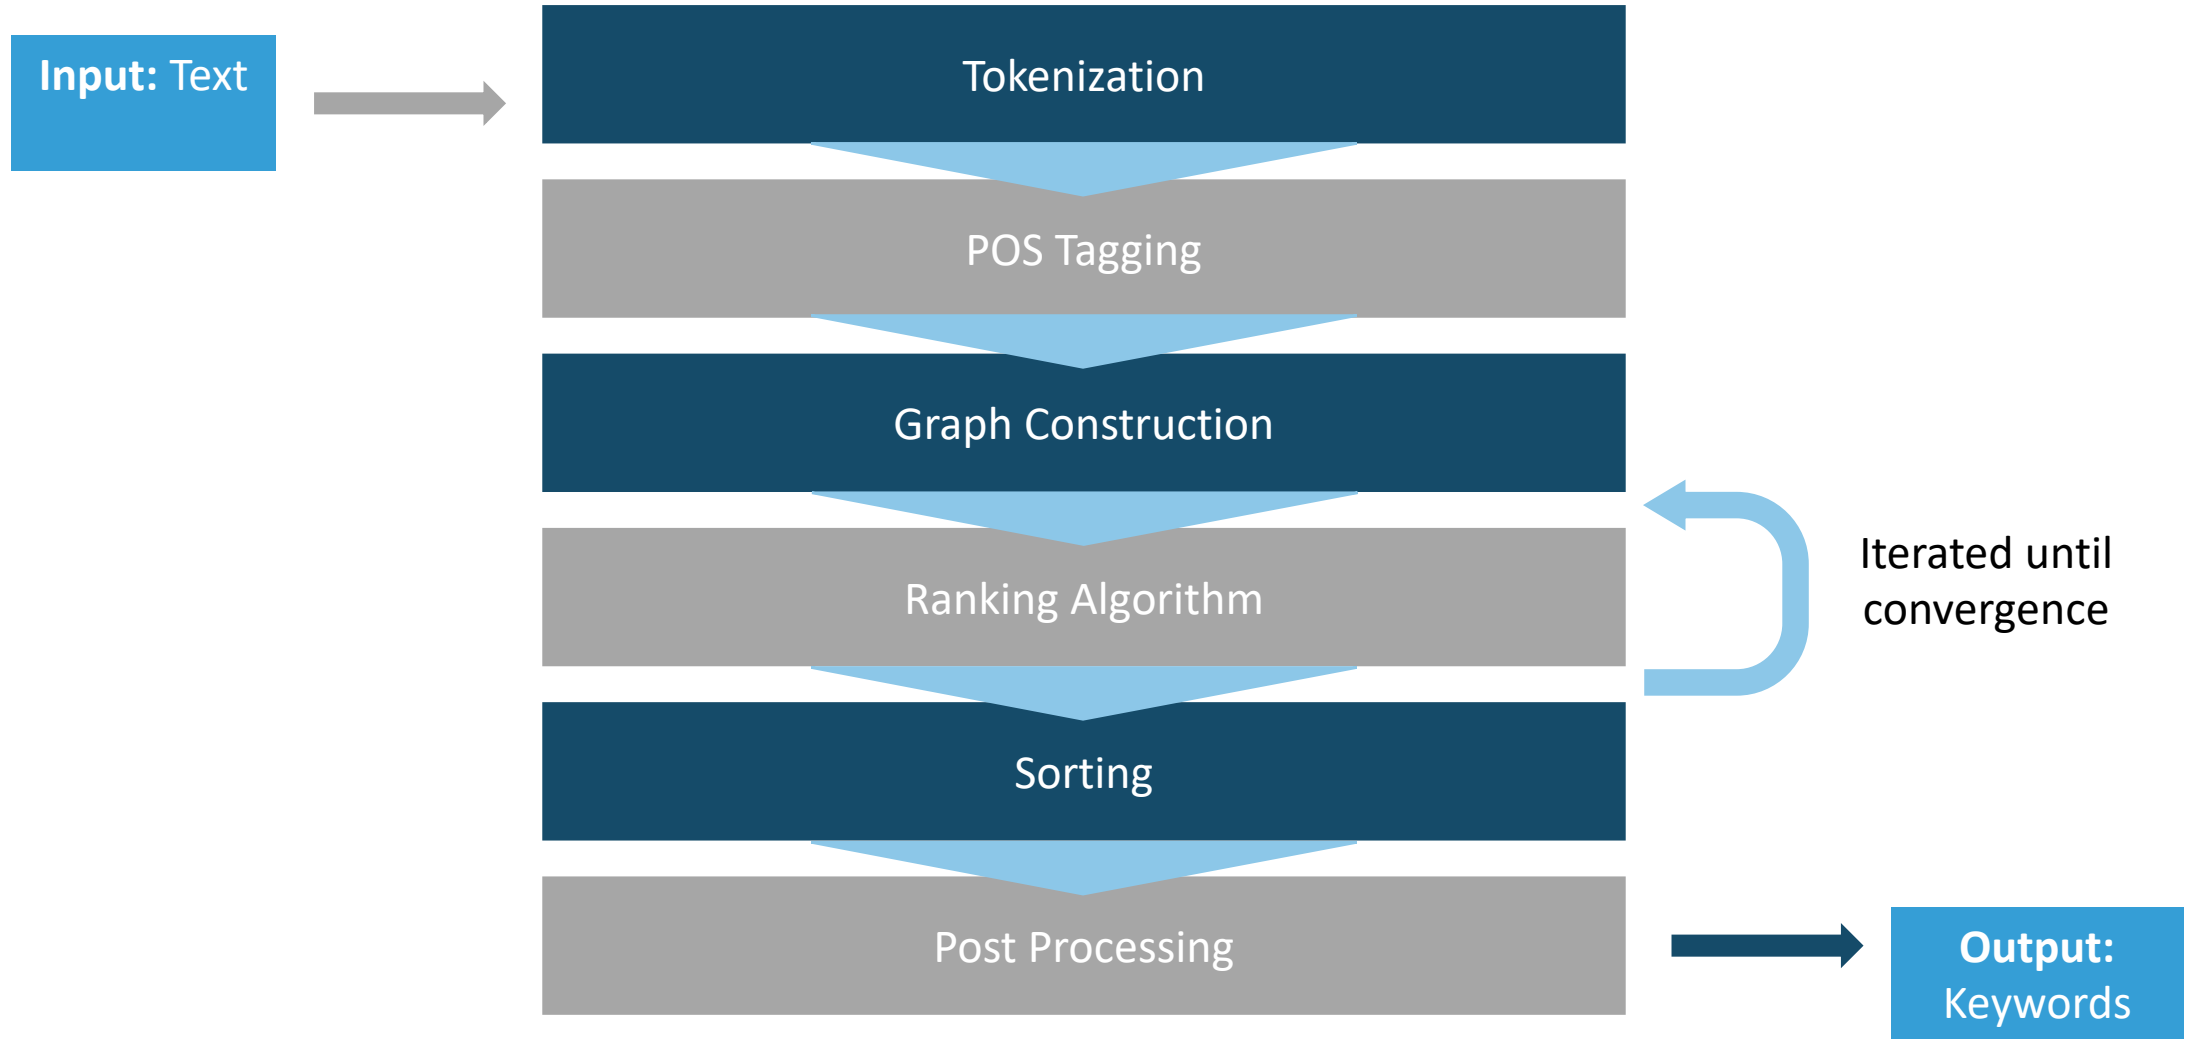 Input: Text
Tokenization
POS Tagging
Graph Construction
Ranking Algorithm
Iterated until
convergence
Sorting
Post Processing
Output:
Keywords